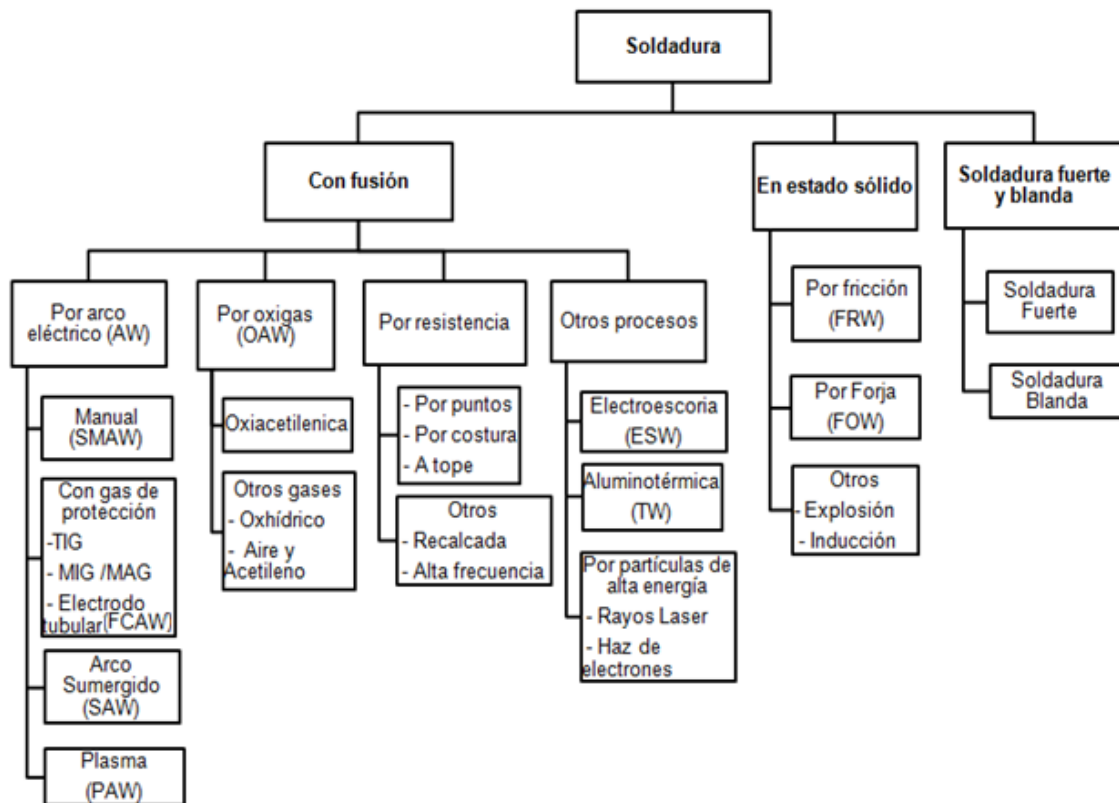 Soldadura
Con fusión
En estado sólido
Soldadura fuerte
y blanda
Por arco
eléctrico (AW)
Por oxigas
(OAW)
Por resistencia
Otros procesos
Por fricción
(FRW)
Soldadura
Fuerte
Manual
(SMAW)
Oxiacetilenica
- Por puntos
- Por costura
- A tope
Electroescoria
(ESW)
Por Forja
(FOW)
Soldadura
Blanda
Con gas de
protección
-TIG
- MIG /MAG
- Electrodo
tubular(FCAW)
Otros gases
- Oxhídrico
- Aire y
Acetileno
Otros
- Recalcada
- Alta frecuencia
Aluminotérmica
(TW)
Otros
- Explosión
- Inducción
Por partículas de
alta energía
- Rayos Laser
- Haz de
electrones
Arco
Sumergido
(SAW)
Plasma
(PAW)